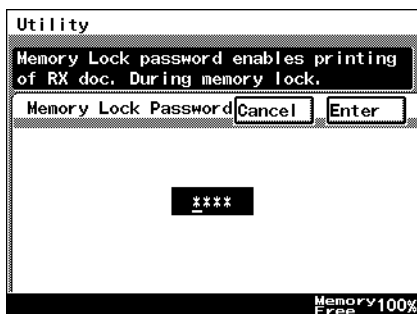 Utility
Memory Lock password enables printing
of RX doc. During memory lock.
Memory Lock Password Cancel Enter
****
Memory Free 100%